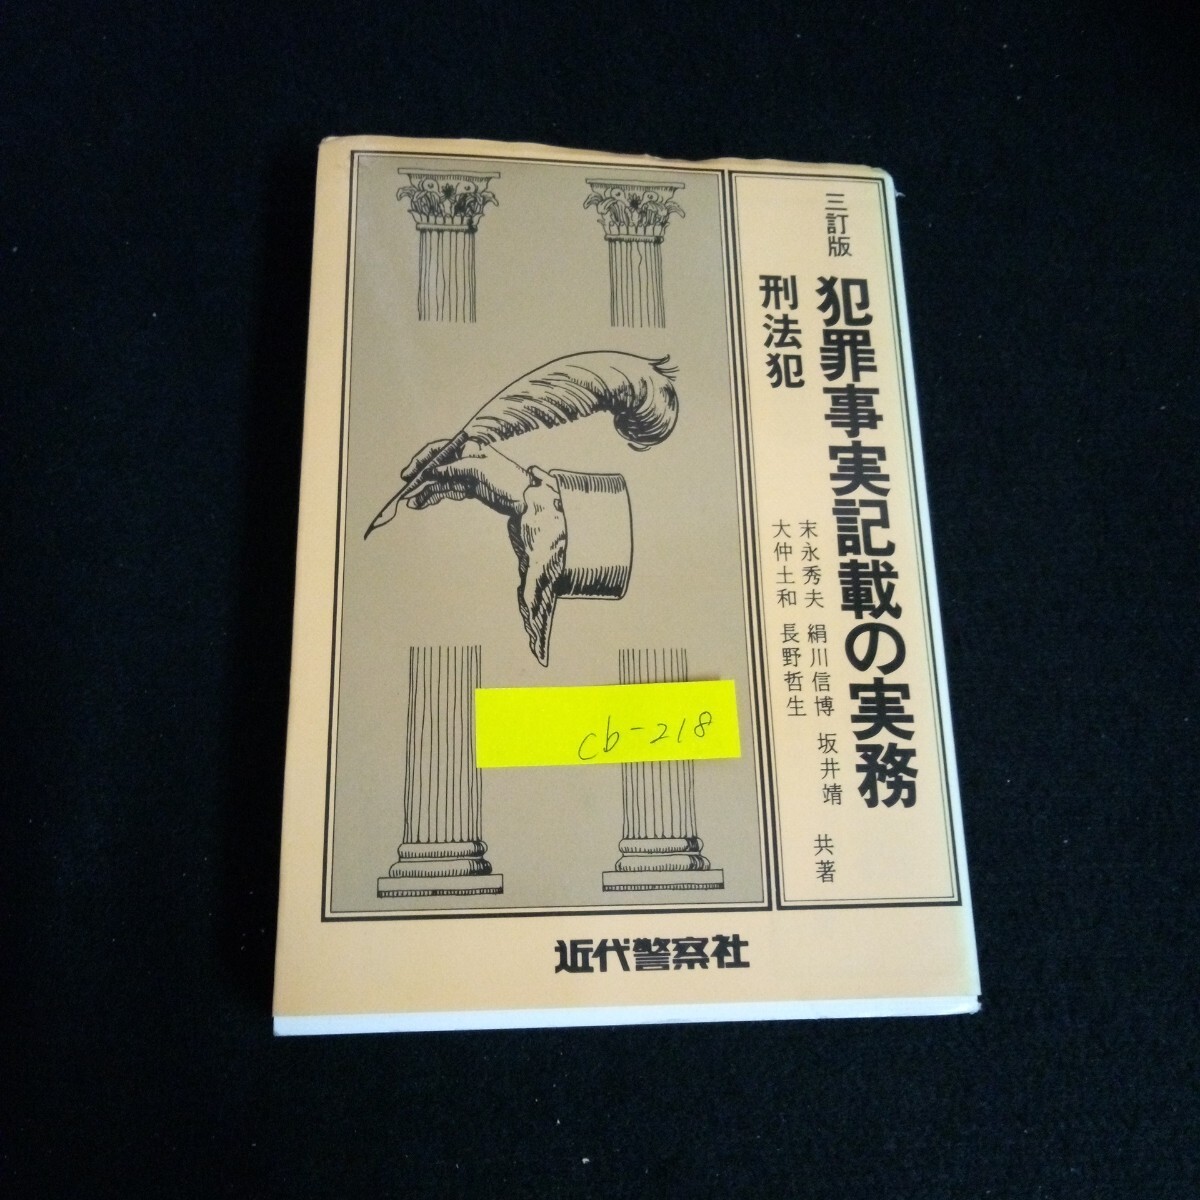 三訂版
犯罪事実記載の実務
刑法犯
末永秀夫 絹川信博 坂井靖
大仲土和 長野哲生 共著
近代警察社
cb-218